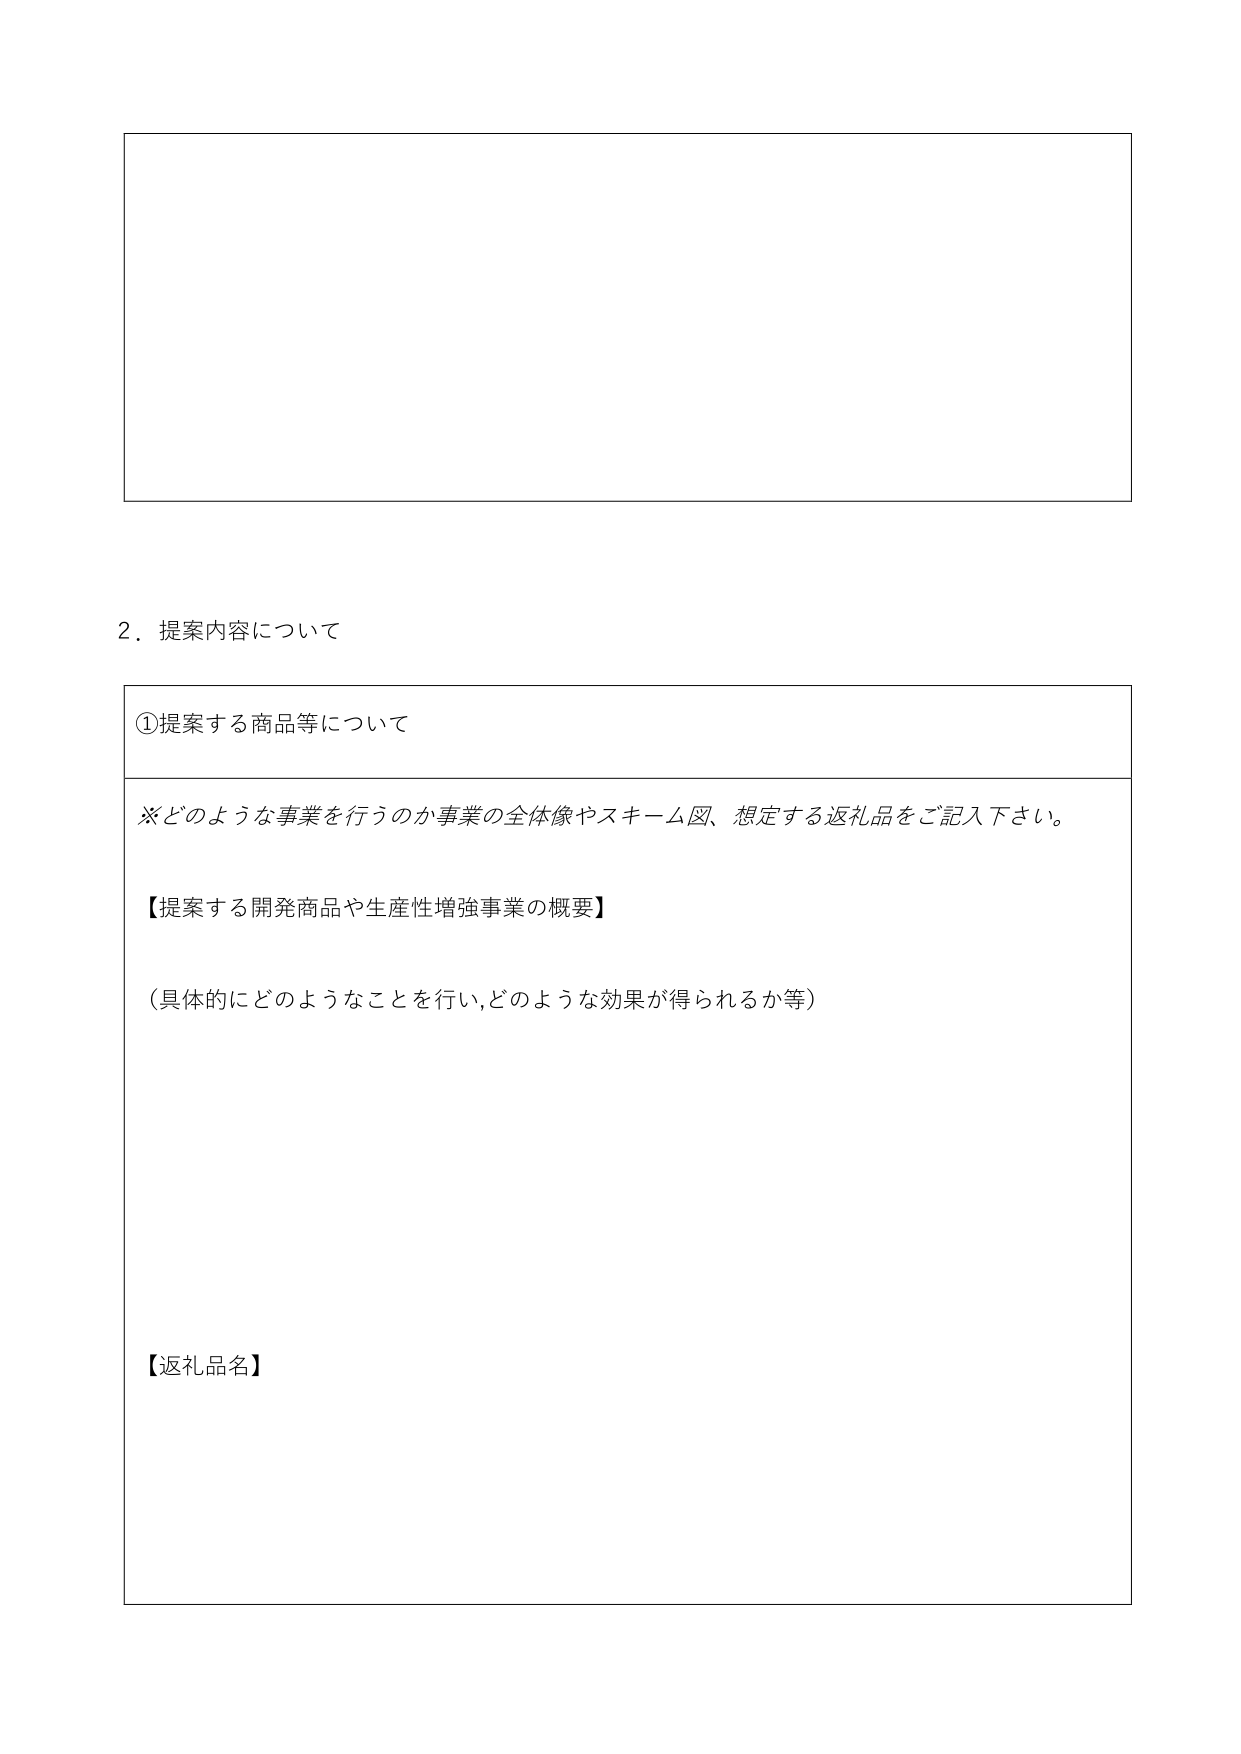 ２．提案内容について
①提案する商品等について
※どのような事業を行うのか事業の全体像やスキーム図、想定する返礼品をご記入下さい。
【提案する開発商品や生産性増強事業の概要】
（具体的にどのようなことを行い,どのような効果が得られるか等）
【返礼品名】